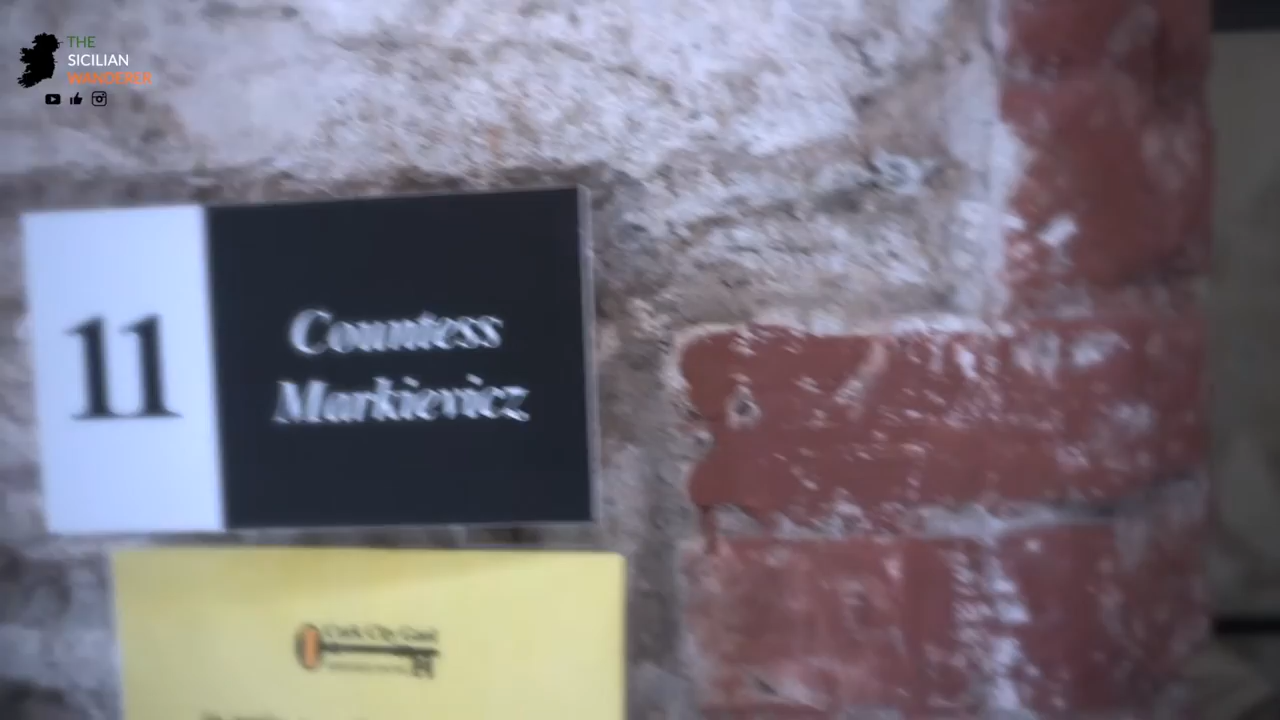 THE
SICILIAN
WANDERER
11
Countess
Markievicz
Cork City Gaol